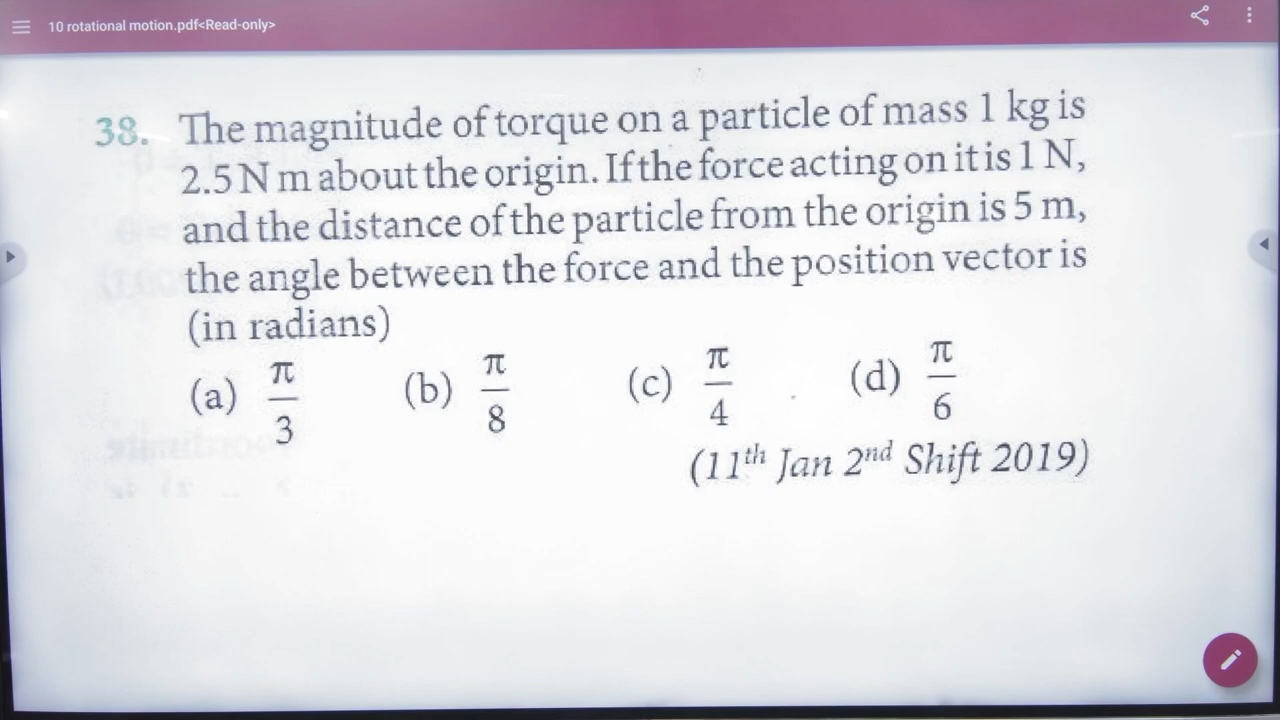 10 rotational motion.pdf<Read-only>
38. The magnitude of torque on a particle of mass 1 kg is
2.5 N m about the origin. If the force acting on it is 1 N,
and the distance of the particle from the origin is 5 m,
the angle between the force and the position vector is
(in radians)
(a) π/3 (b) π/8 (c) π/4 (d) π/6
(11th Jan 2nd Shift 2019)